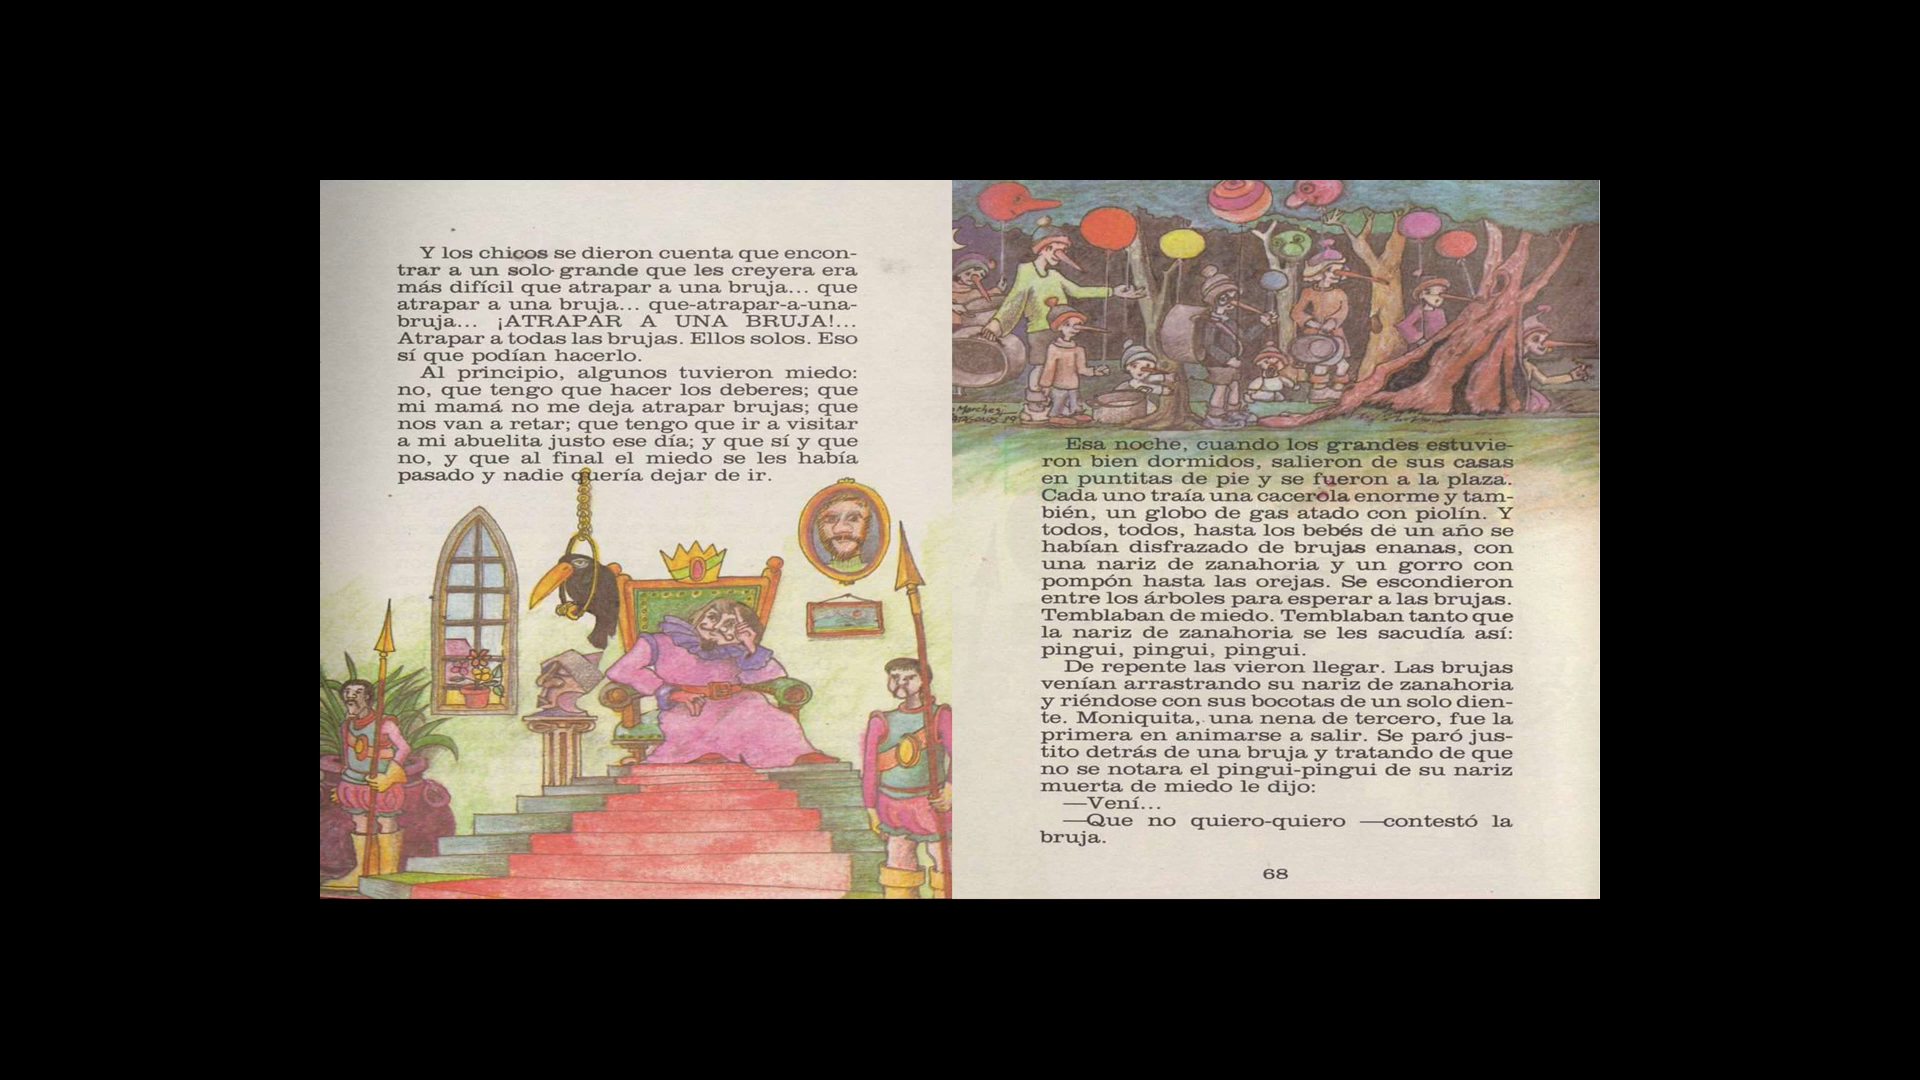 Y los chicos se dieron cuenta que encon-
trar a un solo grande que les creyera era
más difícil que atrapar a una bruja... que
atrapar a una bruja... que-atrapar-a-una-
bruja... ¡ATRAPAR A UNA BRUJA!...
Atrapar a todas las brujas. Ellos solos. Eso
sí que podían hacerlo.
Al principio, algunos tuvieron miedo:
no, que tengo que hacer los deberes; que
mi mamá no me deja atrapar brujas; que
nos van a retar; que tengo que ir a visitar
a mi abuelita justo ese día; y que sí y que
no, y que al final el miedo se les había
pasado y nadie quería dejar de ir.
Esa noche, cuando los grandes estuvie-
ron bien dormidos, salieron de sus casas
en puntitas de pie y se fueron a la plaza.
Cada uno traía una cacerola enorme y tam-
bién, un globo de gas atado con piolín. Y
todos, todos, hasta los bebés de un año se
habían disfrazado de brujas enanas, con
una nariz de zanahoria y un gorro con
pompón hasta las orejas. Se escondieron
entre los árboles para esperar a las brujas.
Temblaban de miedo. Temblaban tanto que
la nariz de zanahoria se les sacudía así:
pingui, pingui, pingui.
De repente las vieron llegar. Las brujas
venían arrastrando su nariz de zanahoria
y riéndose con sus bocotas de un solo dien-
te. Moniquita, una nena de tercero, fue la
primera en animarse a salir. Se paró jus-
tito detrás de una bruja y tratando de que
no se notara el pingui-pingui de su nariz
muerta de miedo le dijo:
—Vení...
—Que no quiero-quiero —contestó la
bruja.
68